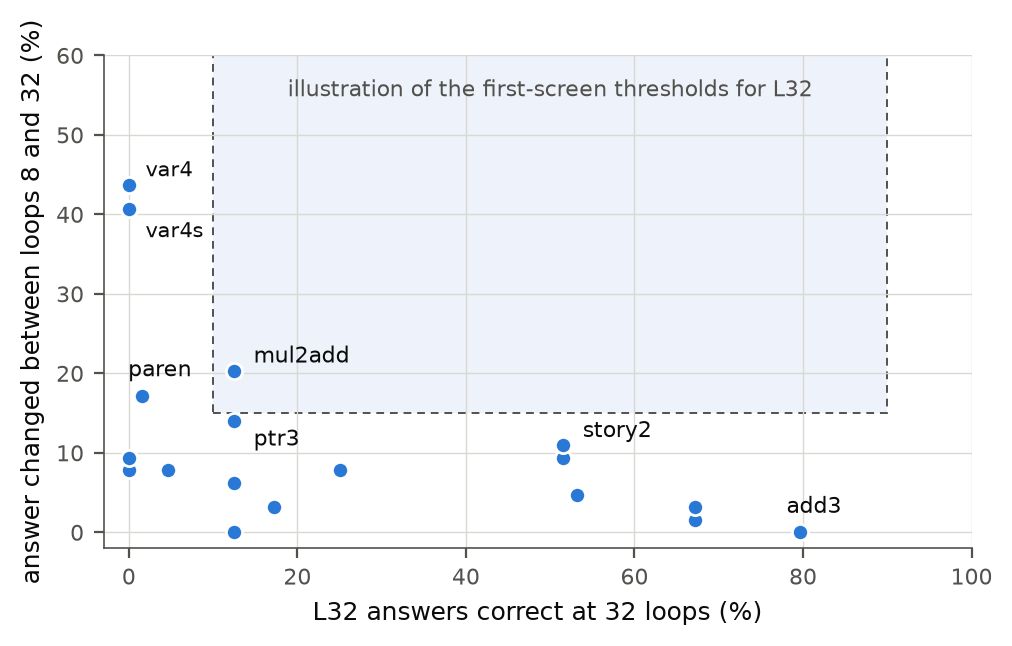 answer changed between loops 8 and 32 (%)
60
50
40
30
20
10
0
illustration of the first-screen thresholds for L32
var4
var4s
paren
mul2add
ptr3
story2
add3
0
20
40
60
80
100
L32 answers correct at 32 loops (%)